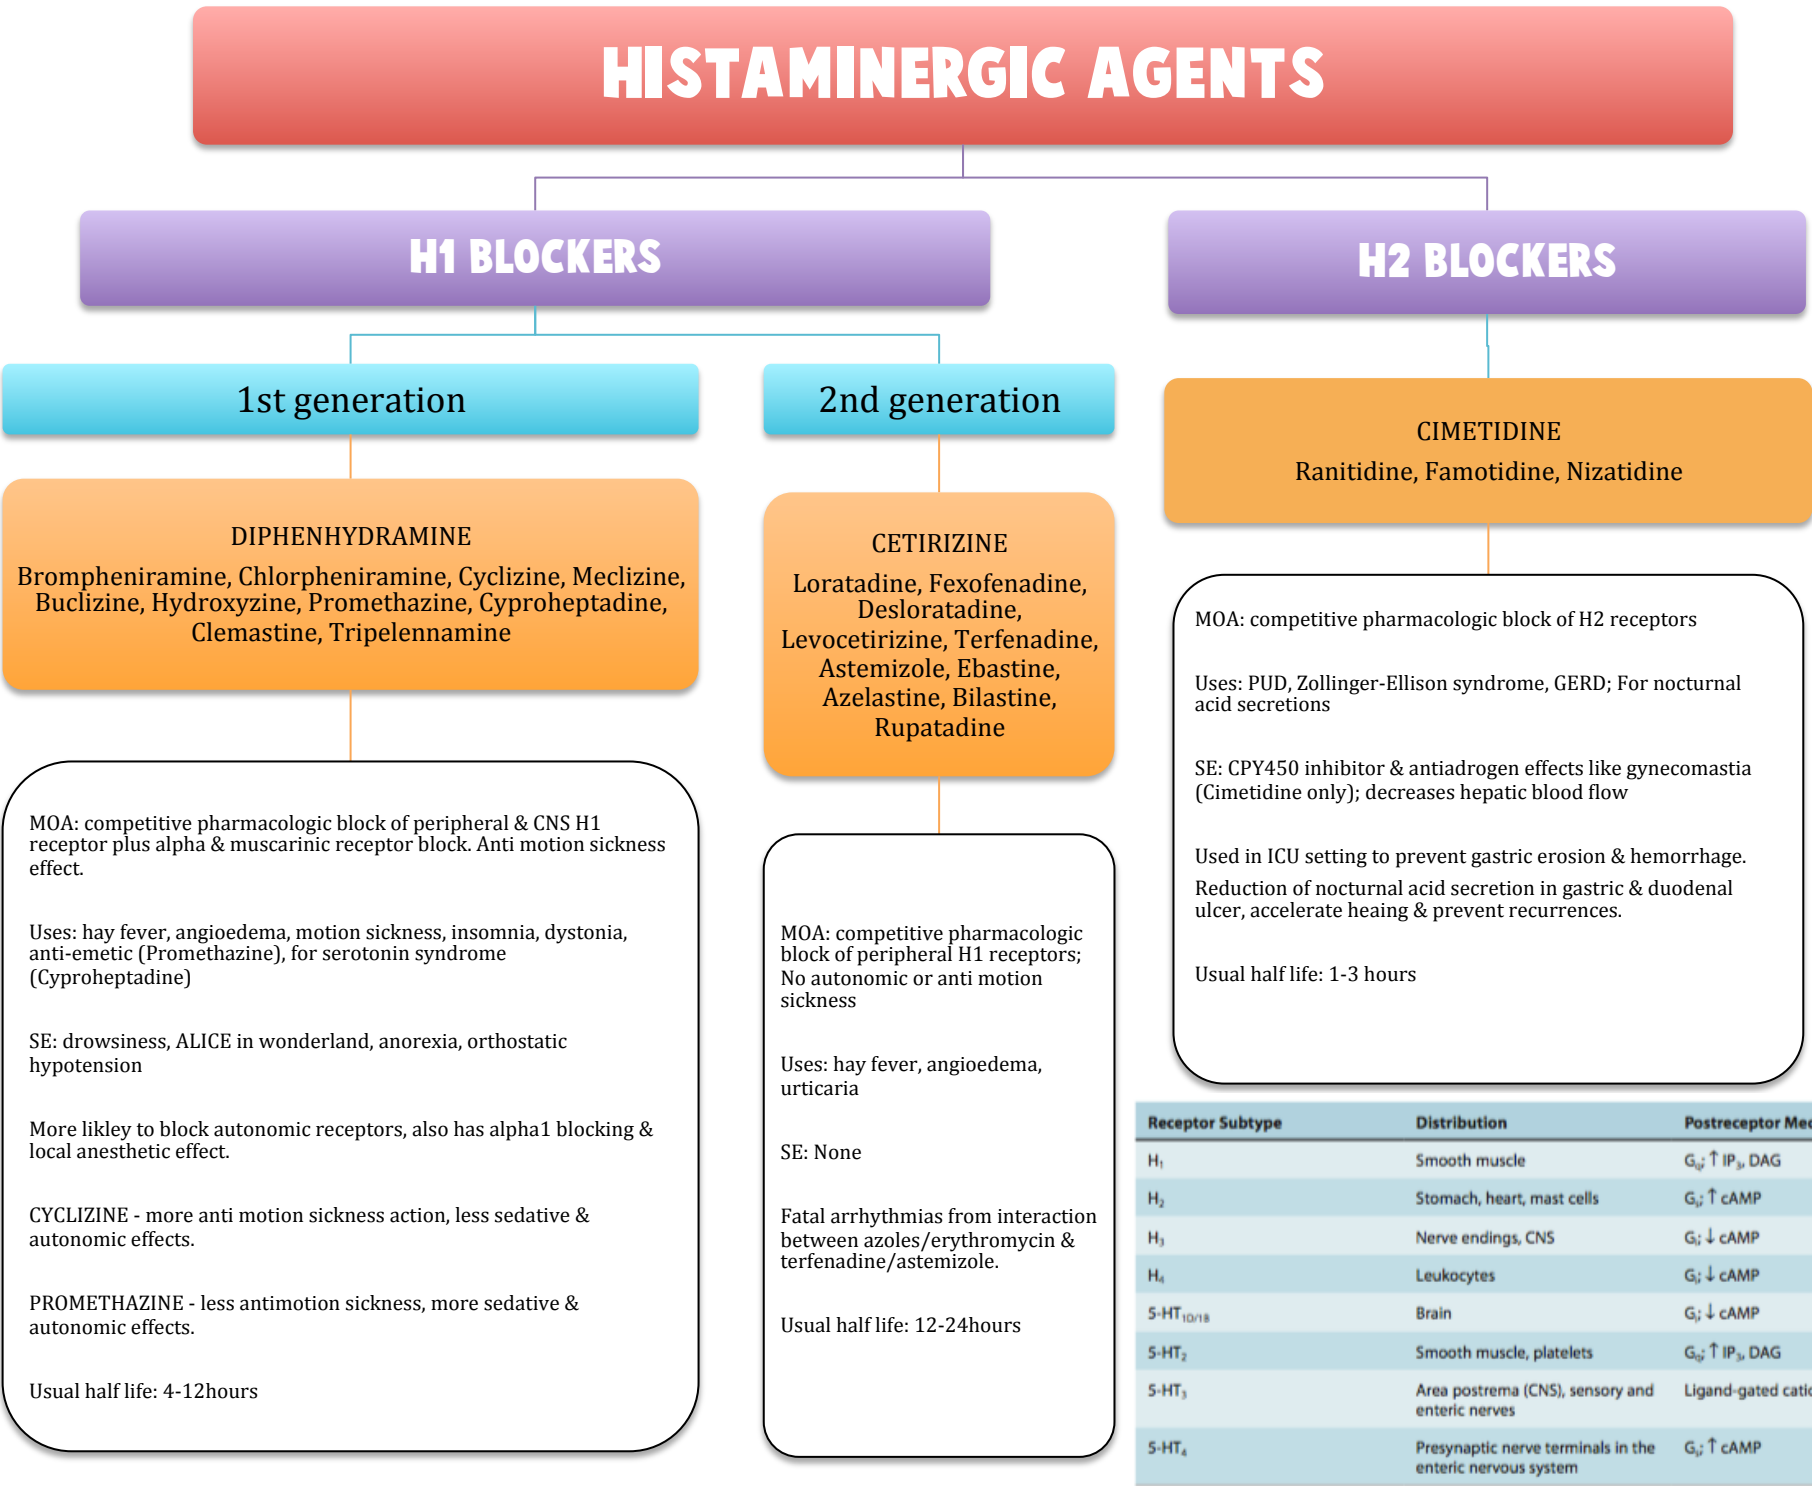 HISTAMINERGIC AGENTS
H1 BLOCKERS
H2 BLOCKERS
1st generation
2nd generation
DIPHENHYDRAMINE
Brompheniramine, Chlorpheniramine, Cyclizine, Meclizine,
Buclizine, Hydroxyzine, Promethazine, Cyproheptadine,
Clemastine, Tripelennamine
MOA: competitive pharmacologic block of peripheral & CNS H1
receptor plus alpha & muscarinic receptor block. Anti motion sickness
effect.
Uses: hay fever, angioedema, motion sickness, insomnia, dystonia,
anti-emetic (Promethazine), for serotonin syndrome
(Cyproheptadine)
SE: drowsiness, ALICE in wonderland, anorexia, orthostatic
hypotension
More likley to block autonomic receptors, also has alpha1 blocking &
local anesthetic effect.
CYCLIZINE - more anti motion sickness action, less sedative &
autonomic effects.
PROMETHAZINE - less antimotion sickness, more sedative &
autonomic effects.
Usual half life: 4-12hours
CETIRIZINE
Loratadine, Fexofenadine,
Desloratadine,
Levocetirizine, Terfenadine,
Astemizole, Ebastine,
Azelastine, Bilastine,
Rupatadine
MOA: competitive pharmacologic
block of peripheral H1 receptors;
No autonomic or anti motion
sickness
Uses: hay fever, angioedema,
urticaria
SE: None
Fatal arrhythmias from interaction
between azoles/erythromycin &
terfenadine/astemizole.
Usual half life: 12-24hours
CIMETIDINE
Ranitidine, Famotidine, Nizatidine
MOA: competitive pharmacologic block of H2 receptors
Uses: PUD, Zollinger-Ellison syndrome, GERD; For nocturnal
acid secretions
SE: CPY450 inhibitor & antiadrogen effects like gynecomastia
(Cimetidine only); decreases hepatic blood flow
Used in ICU setting to prevent gastric erosion & hemorrhage.
Reduction of nocturnal acid secretion in gastric & duodenal
ulcer, accelerate heaing & prevent recurrences.
Usual half life: 1-3 hours
Receptor Subtype Distribution Postreceptor Mec
H₁ Smooth muscle Gq; ↑ IP₃, DAG
H₂ Stomach, heart, mast cells Gs; ↑ cAMP
H₃ Nerve endings, CNS Gi; ↓ cAMP
H₄ Leukocytes Gi; ↓ cAMP
5-HT1D/1B Brain Gi; ↓ cAMP
5-HT₂ Smooth muscle, platelets Gq; ↑ IP₃, DAG
5-HT₃ Area postrema (CNS), sensory and Ligand-gated catio
enteric nerves
5-HT₄ Presynaptic nerve terminals in the Gs; ↑ cAMP
enteric nervous system